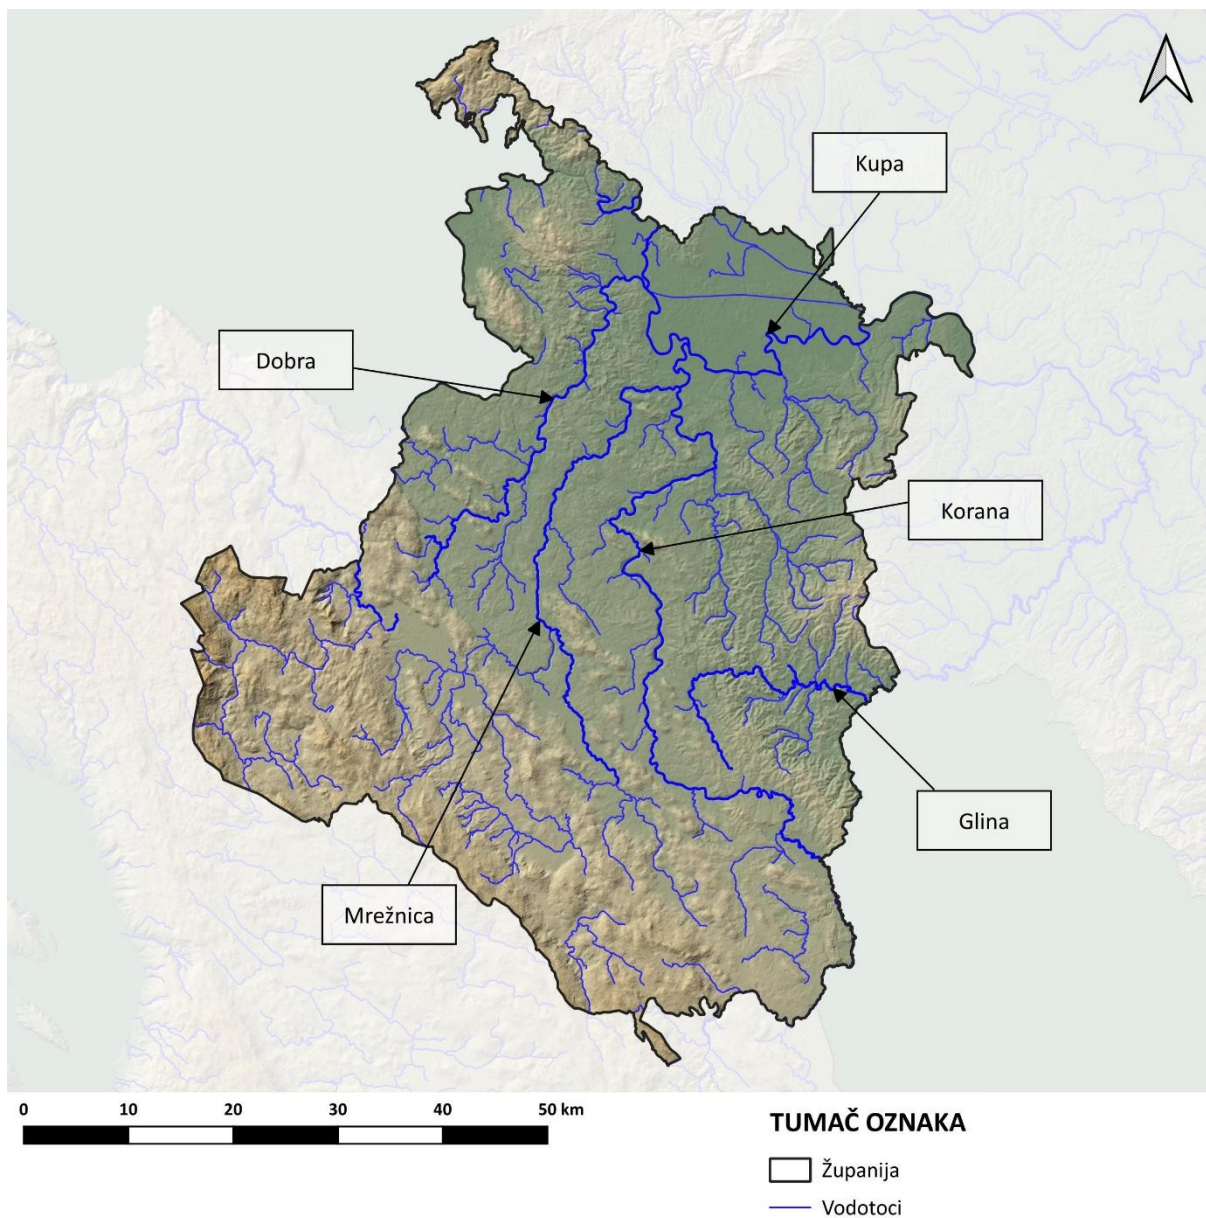 Kupa
Dobra
Korana
Glina
Mrežnica
0 10 20 30 40 50 km
TUMAČ OZNAKA
Županija
Vodotoci